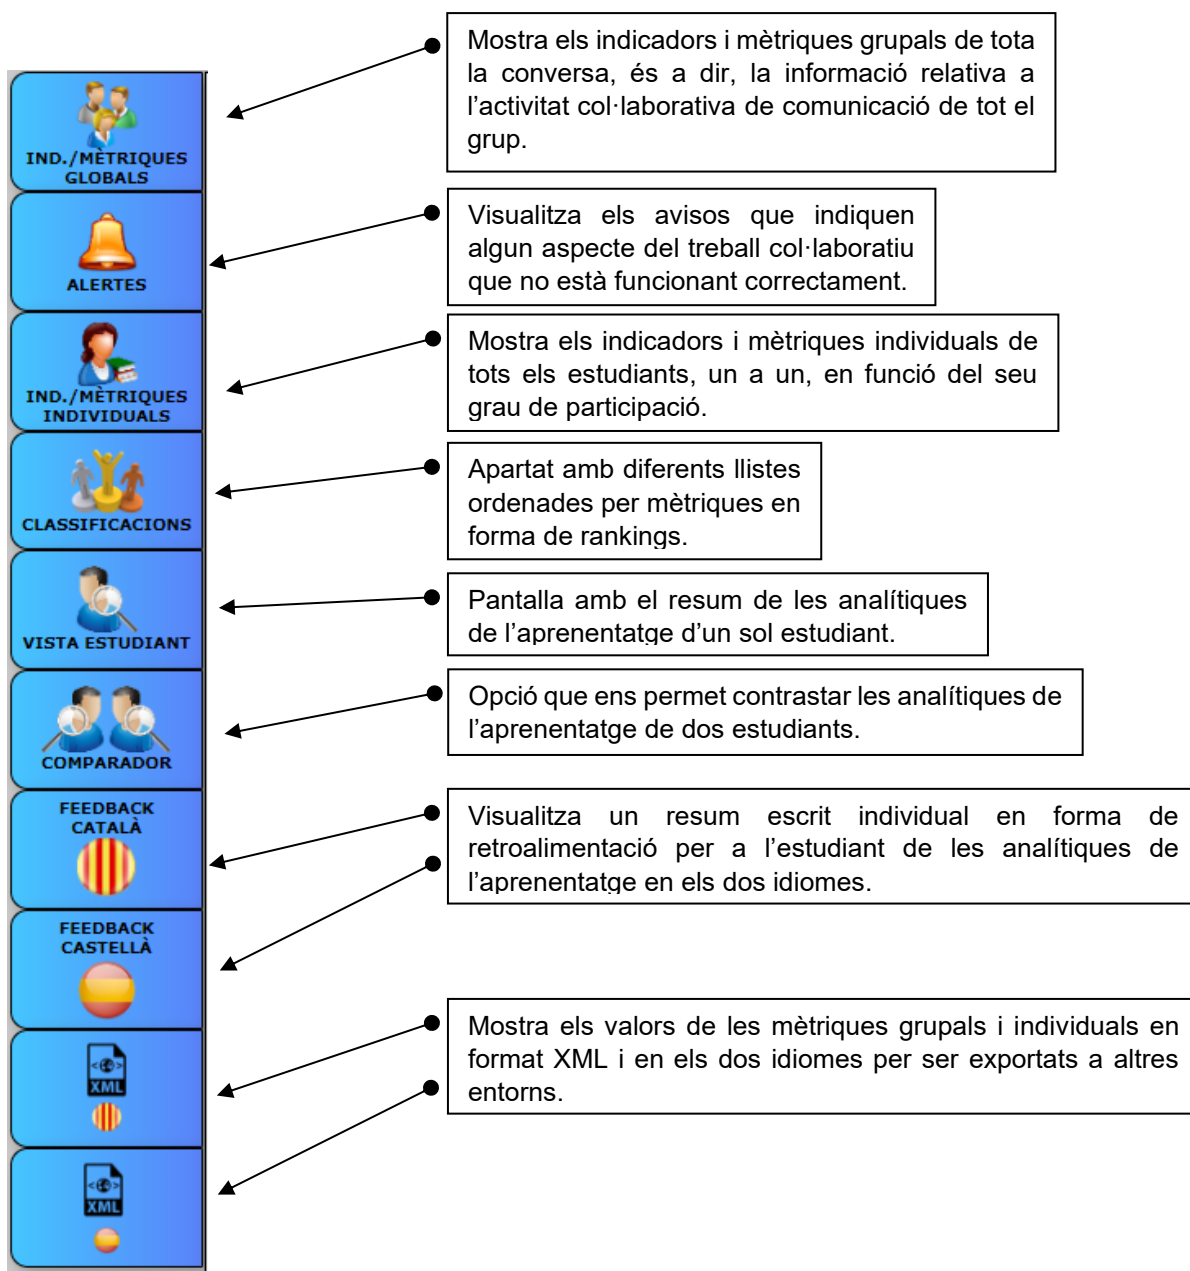 Mostra els indicadors i mètriques grupals de tota
la conversa, és a dir, la informació relativa a
l’activitat col·laborativa de comunicació de tot el
grup.
IND./MÈTRIQUES
GLOBALS
Visualitza els avisos que indiquen
algun aspecte del treball col·laboratiu
que no està funcionant correctament.
ALERTES
Mostra els indicadors i mètriques individuals de
tots els estudiants, un a un, en funció del seu
grau de participació.
IND./MÈTRIQUES
INDIVIDUALS
Apartat amb diferents llistes
ordenades per mètriques en
forma de rankings.
CLASSIFICACIONS
Pantalla amb el resum de les analítiques
de l’aprenentatge d’un sol estudiant.
VISTA ESTUDIANT
Opció que ens permet contrastar les analítiques de
l’aprenentatge de dos estudiants.
COMPARADOR
FEEDBACK
CATALÀ
Visualitza un resum escrit individual en forma de
retroalimentació per a l’estudiant de les analítiques de
l’aprenentatge en els dos idiomes.
FEEDBACK
CASTELLÀ
Mostra els valors de les mètriques grupals i individuals en
format XML i en els dos idiomes per ser exportats a altres
entorns.
XML
XML